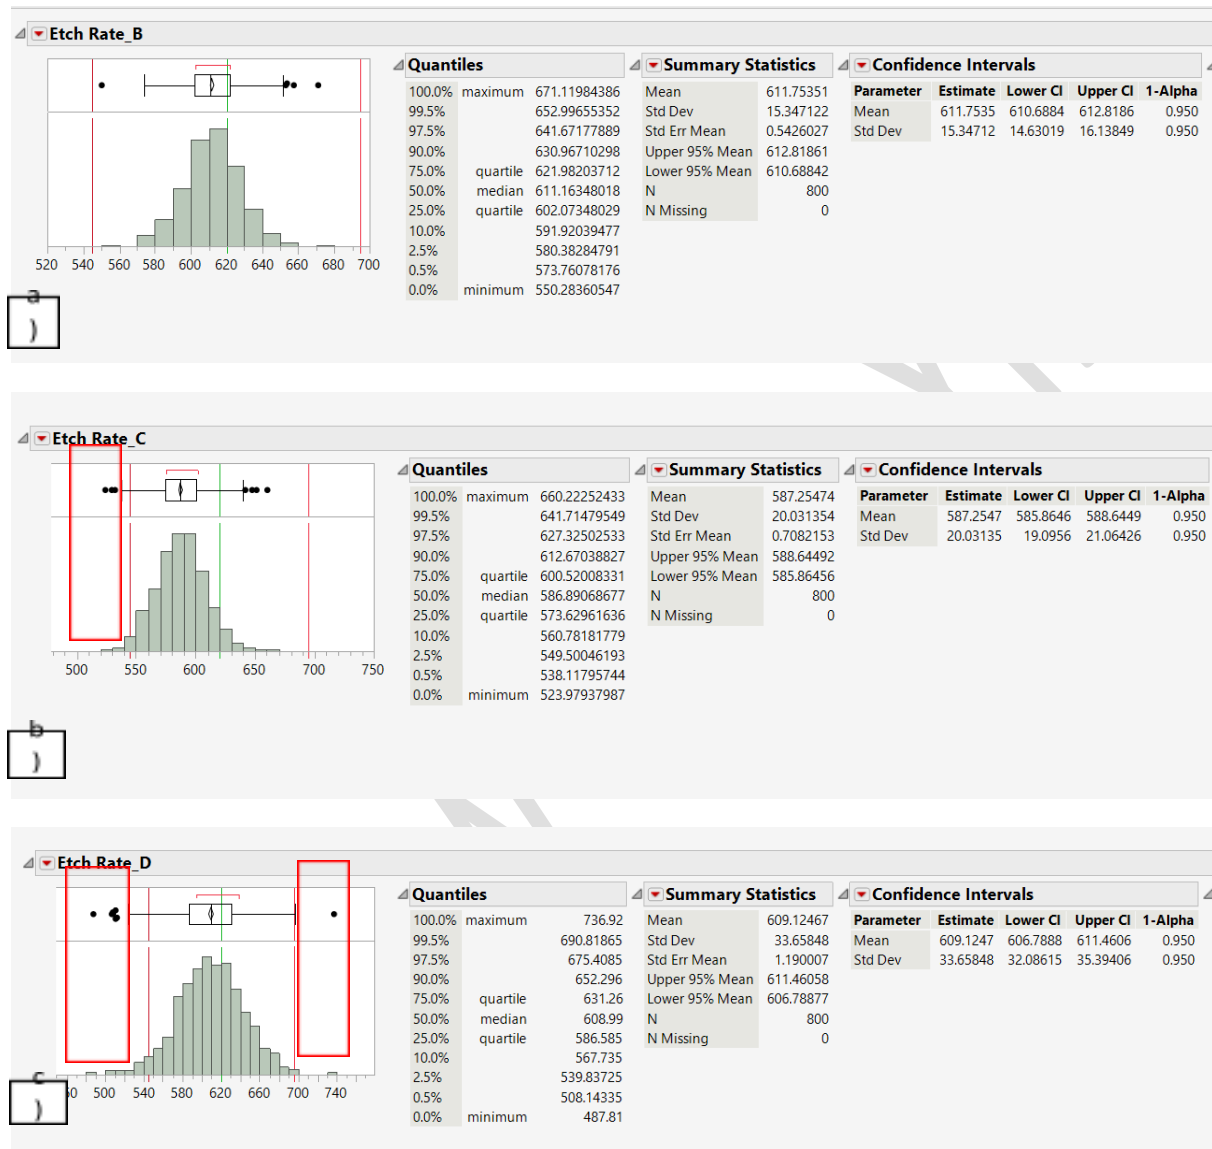 Etch Rate_B
Quantiles
100.0% maximum 671.11984386
99.5% 652.99655352
97.5% 641.67177889
90.0% 630.96710298
75.0% quartile 621.98203712
50.0% median 611.16348018
25.0% quartile 602.07348029
10.0% 591.92039477
2.5% 580.38284791
0.5% 573.76078176
0.0% minimum 550.28360547
Summary Statistics
Mean 611.75351
Std Dev 15.347122
Std Err Mean 0.5426027
Upper 95% Mean 612.81861
Lower 95% Mean 610.68842
N 800
N Missing 0
Confidence Intervals
Parameter Estimate Lower CI Upper CI 1-Alpha
Mean 611.7535 610.6884 612.8186 0.950
Std Dev 15.34712 14.63019 16.13849 0.950
520 540 560 580 600 620 640 660 680 700
a
)
Etch Rate_C
Quantiles
100.0% maximum 660.22252433
99.5% 641.71479549
97.5% 627.32502533
90.0% 612.67038827
75.0% quartile 600.52008331
50.0% median 586.89068677
25.0% quartile 573.62961636
10.0% 560.78181779
2.5% 549.50046193
0.5% 538.11795744
0.0% minimum 523.97937987
Summary Statistics
Mean 587.25474
Std Dev 20.031354
Std Err Mean 0.7082153
Upper 95% Mean 588.64492
Lower 95% Mean 585.86456
N 800
N Missing 0
Confidence Intervals
Parameter Estimate Lower CI Upper CI 1-Alpha
Mean 587.2547 585.8646 588.6449 0.950
Std Dev 20.03135 19.0956 21.06426 0.950
500 550 600 650 700 750
b
)
Etch Rate_D
Quantiles
100.0% maximum 736.92
99.5% 690.81865
97.5% 675.4085
90.0% 652.296
75.0% quartile 631.26
50.0% median 608.99
25.0% quartile 586.585
10.0% 567.735
2.5% 539.83725
0.5% 508.14335
0.0% minimum 487.81
Summary Statistics
Mean 609.12467
Std Dev 33.65848
Std Err Mean 1.190007
Upper 95% Mean 611.46058
Lower 95% Mean 606.78877
N 800
N Missing 0
Confidence Intervals
Parameter Estimate Lower CI Upper CI 1-Alpha
Mean 609.1247 606.7888 611.4606 0.950
Std Dev 33.65848 32.08615 35.39406 0.950
500 540 580 620 660 700 740
c
)